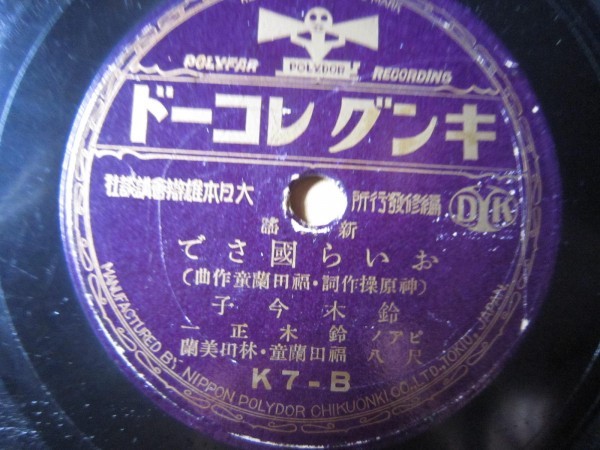 POLYFAR RECORDING
POLYDOR
ドーコレ グンキ
社談講會辯雄本日大 所行發修編
DYK
新 謠
でさ國らいお
(曲作童蘭田福・詞作操原神)
子今木鈴
一正木鈴 ノアピ
蘭美田林・童蘭田福 八尺
K7-B
MANUFACTURED BY NIPPON POLYDOR CHIKUONKI CO., LTD., TOKYO, JAPAN.